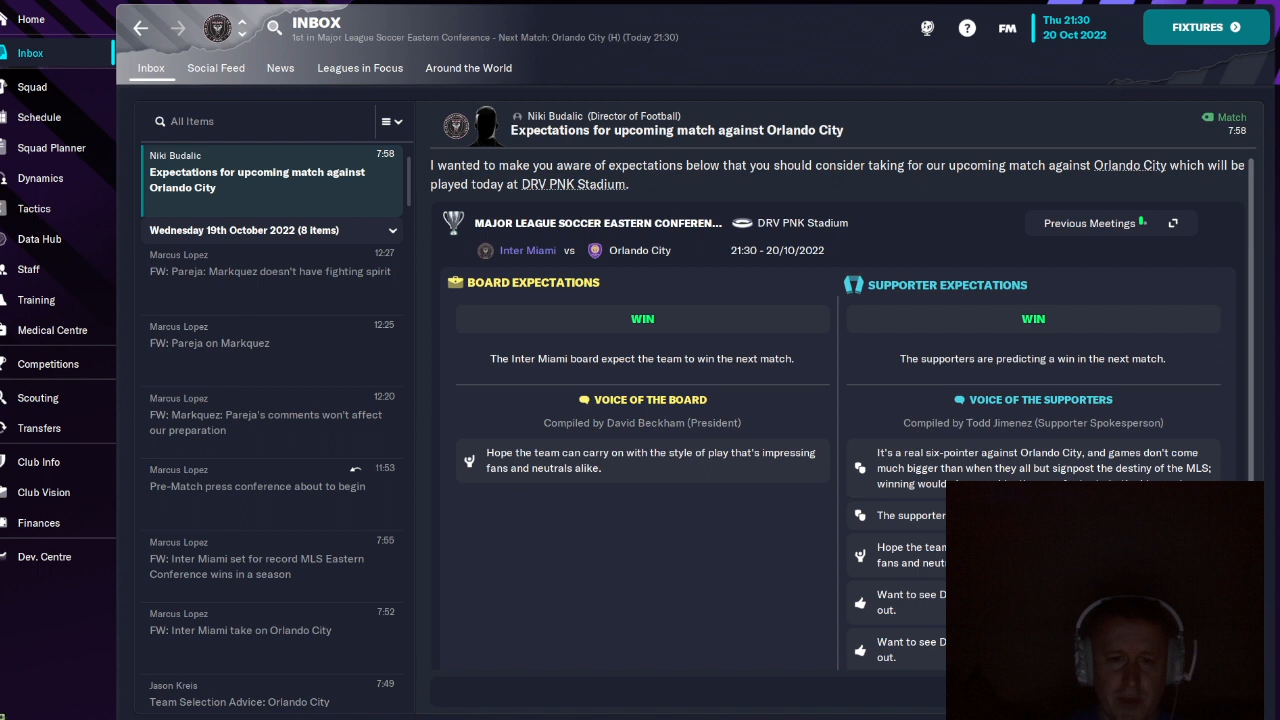 Home
Inbox
Squad
Schedule
Squad Planner
Dynamics
Tactics
Data Hub
Staff
Training
Medical Centre
Competitions
Scouting
Transfers
Club Info
Club Vision
Finances
Dev. Centre
INBOX
1st in Major League Soccer Eastern Conference - Next Match: Orlando City (H) (Today 21:30)
?
FM
Thu 21:30
20 Oct 2022
FIXTURES
Inbox
Social Feed
News
Leagues in Focus
Around the World
All Items
Niki Budalic 7:58
Expectations for upcoming match against
Orlando City
Wednesday 19th October 2022 (8 items)
Inter Miami 12:27
FW: Pareja: Markquez doesn't have fighting spirit
Marcus Lopez 12:25
FW: Pareja on Markquez
Marcus Lopez 12:20
FW: Markquez: Pareja's comments won't affect
our preparation
Marcus Lopez 11:53
Pre-Match press conference about to begin
Marcus Lopez 7:55
FW: Inter Miami set for record MLS Eastern
Conference wins in a season
Marcus Lopez 7:52
FW: Inter Miami take on Orlando City
Jason Kreis 7:49
Team Selection Advice: Orlando City
Niki Budalic (Director of Football)
Expectations for upcoming match against Orlando City
Match
7:58
I wanted to make you aware of expectations below that you should consider taking for our upcoming match against Orlando City which will be
played today at DRV PNK Stadium.
MAJOR LEAGUE SOCCER EASTERN CONFEREN...
DRV PNK Stadium
Previous Meetings
Inter Miami vs Orlando City
21:30 - 20/10/2022
BOARD EXPECTATIONS
WIN
The Inter Miami board expect the team to win the next match.
VOICE OF THE BOARD
Compiled by David Beckham (President)
Hope the team can carry on with the style of play that's impressing
fans and neutrals alike.
SUPPORTER EXPECTATIONS
WIN
The supporters are predicting a win in the next match.
VOICE OF THE SUPPORTERS
Compiled by Todd Jimenez (Supporter Spokesperson)
It's a real six-pointer against Orlando City, and games don't come
much bigger than when they all but signpost the destiny of the MLS;
winning would
The supporter
Hope the team
fans and neut
Want to see D
out.
Want to see D
out.